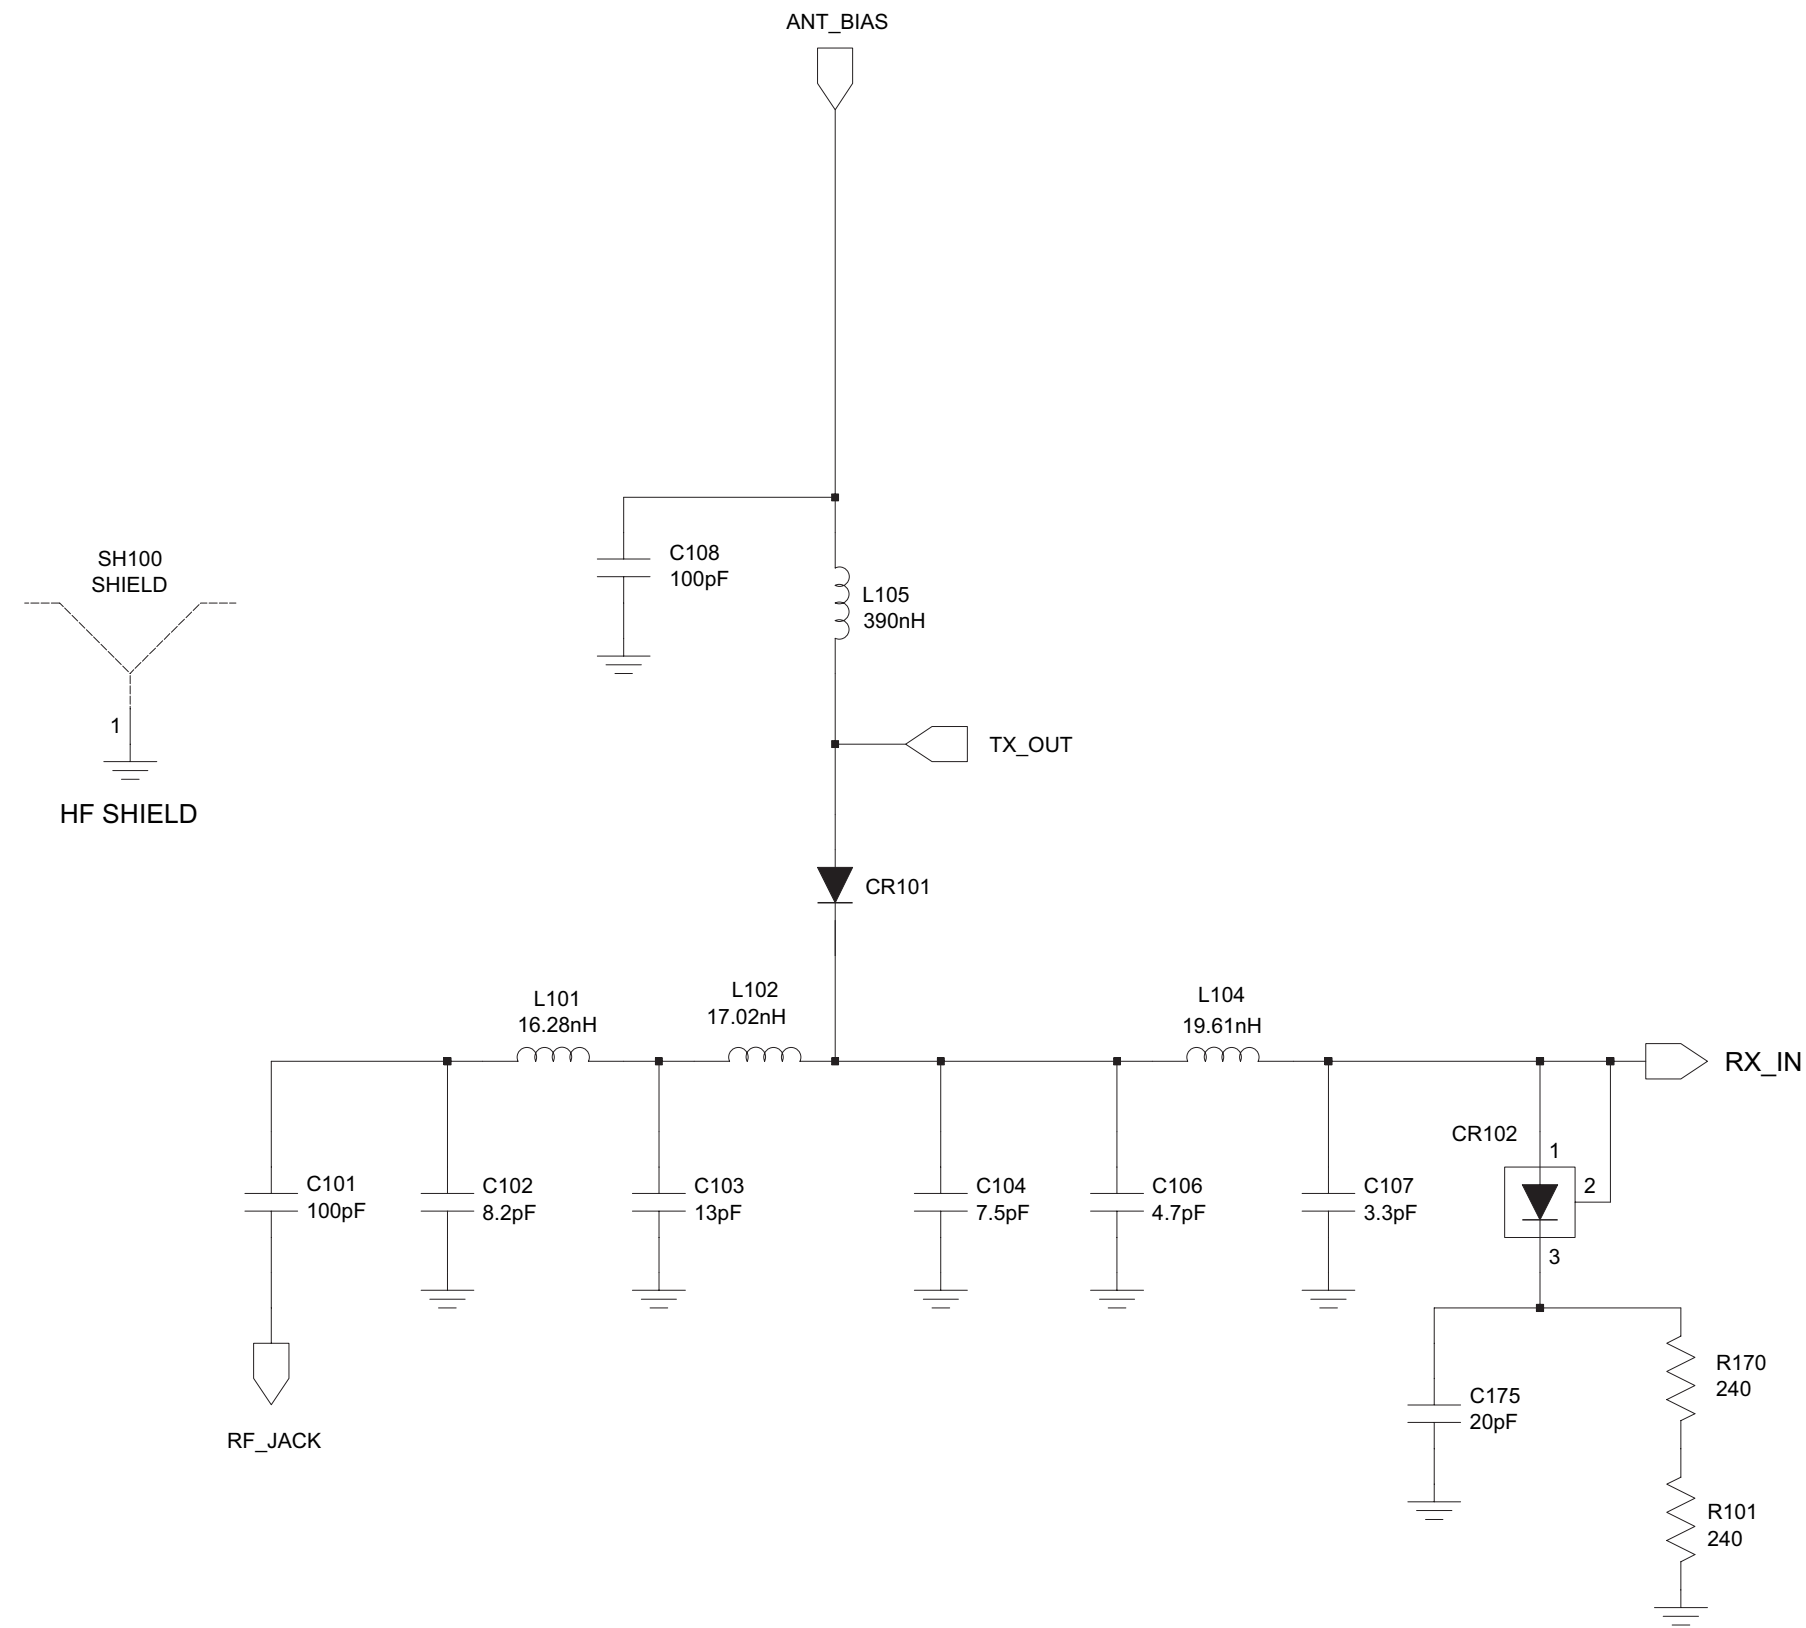 ANT_BIAS
SH100
SHIELD
1
HF SHIELD
C108
100pF
L105
390nH
TX_OUT
CR101
L101
16.28nH
L102
17.02nH
L104
19.61nH
RX_IN
C101
100pF
C102
8.2pF
C103
13pF
C104
7.5pF
C106
4.7pF
C107
3.3pF
CR102
1
2
3
RF_JACK
C175
20pF
R170
240
R101
240